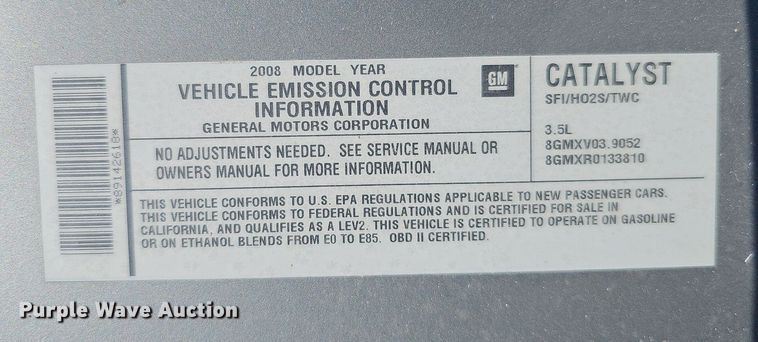 2008 MODEL YEAR
VEHICLE EMISSION CONTROL
INFORMATION
GENERAL MOTORS CORPORATION
GM
NO ADJUSTMENTS NEEDED. SEE SERVICE MANUAL OR
OWNERS MANUAL FOR MORE INFORMATION.
CATALYST
SFI/HO2S/TWC
3.5L
8GMXV03.9052
8GMXR0133810
THIS VEHICLE CONFORMS TO U.S. EPA REGULATIONS APPLICABLE TO NEW PASSENGER CARS.
THIS VEHICLE CONFORMS TO FEDERAL REGULATIONS AND IS CERTIFIED FOR SALE IN
CALIFORNIA, AND QUALIFIES AS A LEV2. THIS VEHICLE IS CERTIFIED TO OPERATE ON GASOLINE
OR ON ETHANOL BLENDS FROM E0 TO E85. OBD II CERTIFIED.
*89142618*
Purple Wave Auction